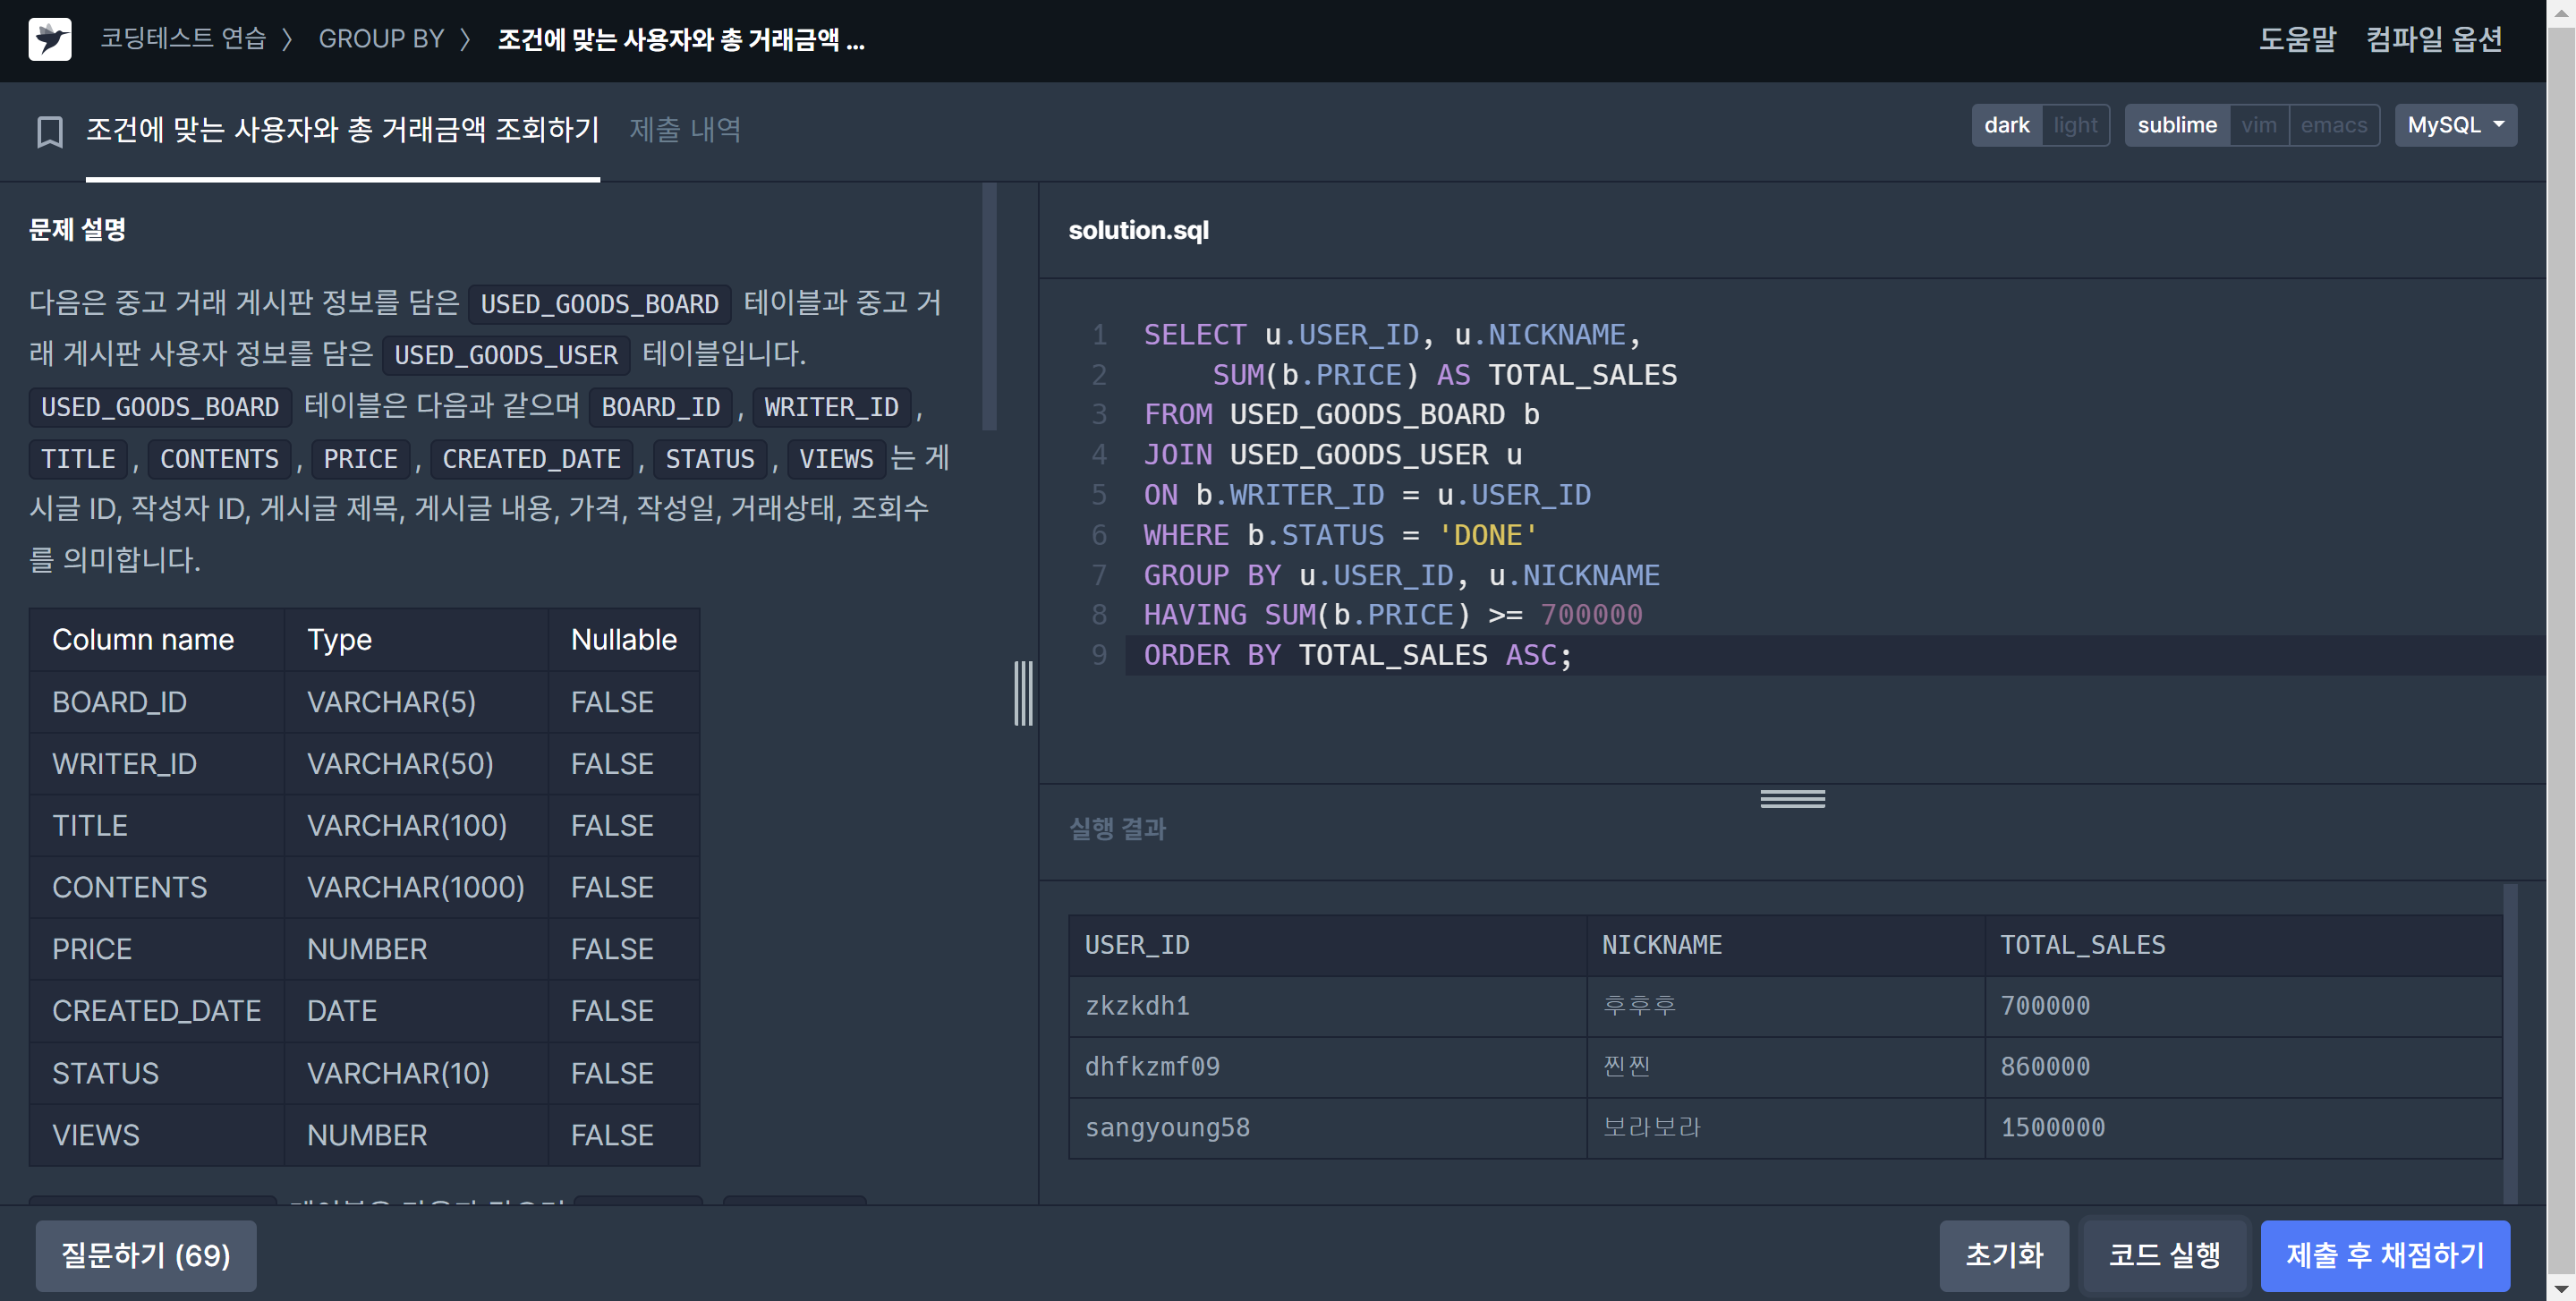 코딩테스트 연습 〉 GROUP BY 〉 조건에 맞는 사용자와 총 거래금액 ...
도움말 컴파일 옵션
조건에 맞는 사용자와 총 거래금액 조회하기 제출 내역
dark light sublime vim emacs MySQL
문제 설명
다음은 중고 거래 게시판 정보를 담은 USED_GOODS_BOARD 테이블과 중고 거
래 게시판 사용자 정보를 담은 USED_GOODS_USER 테이블입니다.
USED_GOODS_BOARD 테이블은 다음과 같으며 BOARD_ID, WRITER_ID,
TITLE, CONTENTS, PRICE, CREATED_DATE, STATUS, VIEWS는 게
시글 ID, 작성자 ID, 게시글 제목, 게시글 내용, 가격, 작성일, 거래상태, 조회수
를 의미합니다.
Column name Type Nullable
BOARD_ID VARCHAR(5) FALSE
WRITER_ID VARCHAR(50) FALSE
TITLE VARCHAR(100) FALSE
CONTENTS VARCHAR(1000) FALSE
PRICE NUMBER FALSE
CREATED_DATE DATE FALSE
STATUS VARCHAR(10) FALSE
VIEWS NUMBER FALSE
solution.sql
1 SELECT u.USER_ID, u.NICKNAME,
2 SUM(b.PRICE) AS TOTAL_SALES
3 FROM USED_GOODS_BOARD b
4 JOIN USED_GOODS_USER u
5 ON b.WRITER_ID = u.USER_ID
6 WHERE b.STATUS = 'DONE'
7 GROUP BY u.USER_ID, u.NICKNAME
8 HAVING SUM(b.PRICE) >= 700000
9 ORDER BY TOTAL_SALES ASC;
실행 결과
USER_ID NICKNAME TOTAL_SALES
zkzkdh1 후후후 700000
dhfkzmf09 찐찐 860000
sangyoung58 보라보라 1500000
질문하기 (69)
초기화 코드 실행 제출 후 채점하기